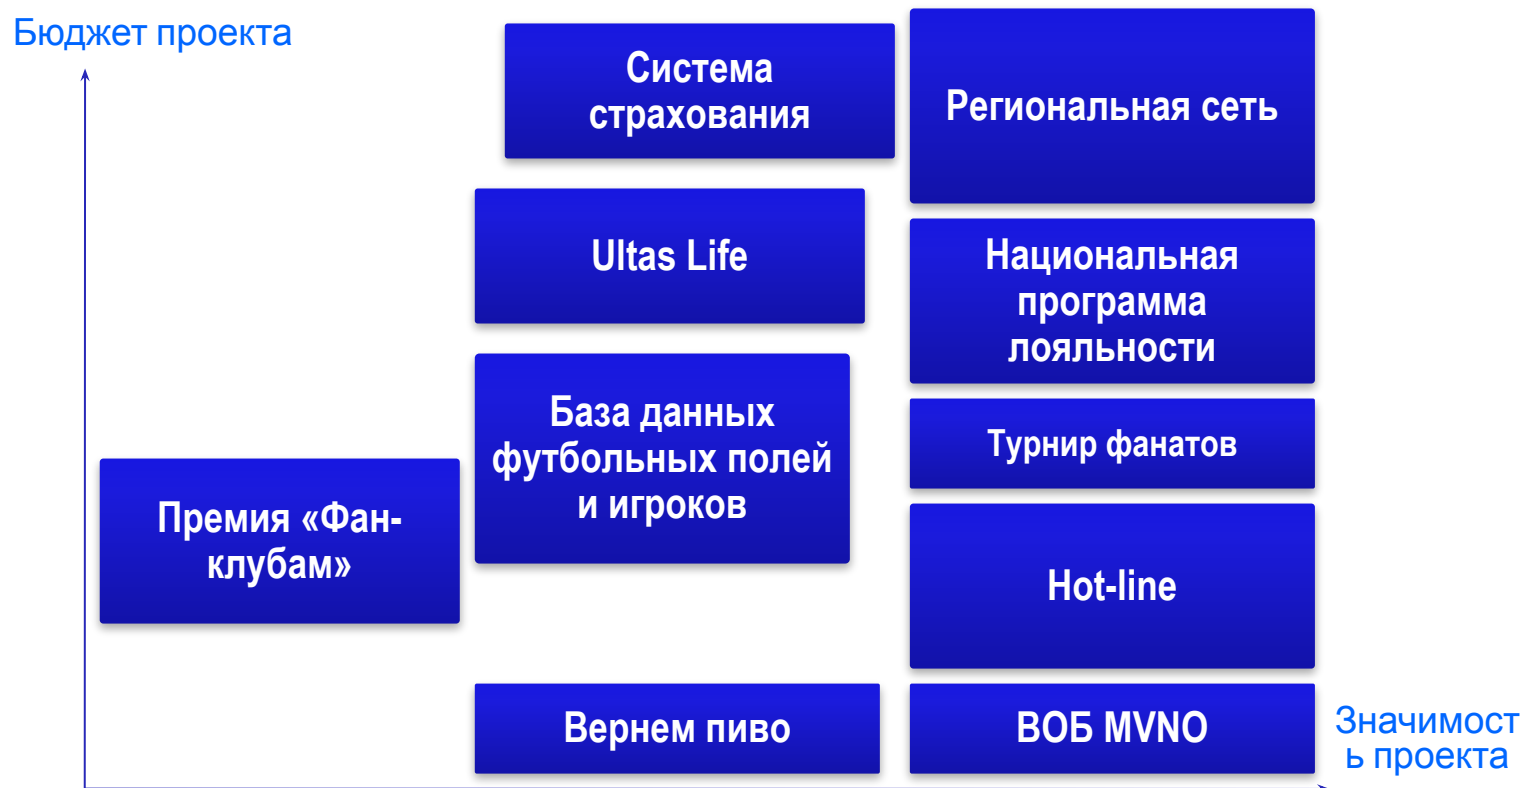 Бюджет проекта
Система
страхования
Региональная сеть
Ultas Life
Национальная
программа
лояльности
База данных
футбольных полей
и игроков
Турнир фанатов
Премия «Фан-
клубам»
Hot-line
Вернем пиво
ВОБ MVNO
Значимост
ь проекта